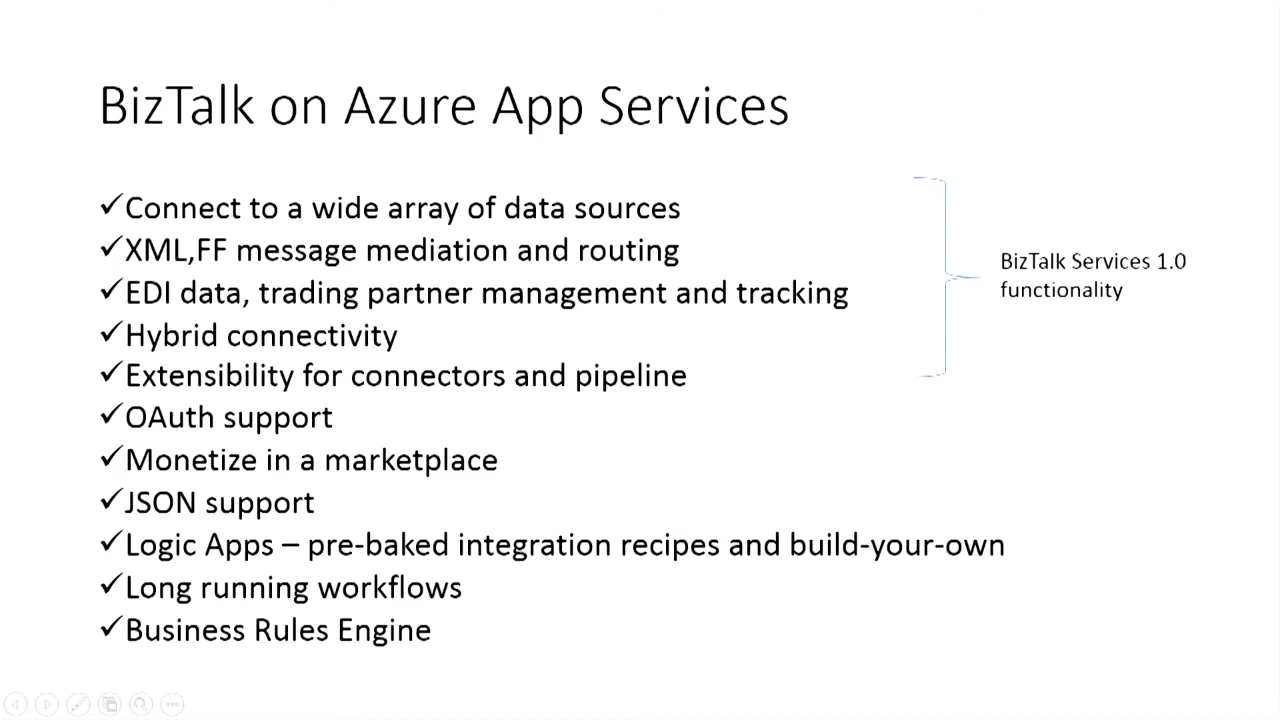 BizTalk on Azure App Services
✓Connect to a wide array of data sources
✓XML,FF message mediation and routing
✓EDI data, trading partner management and tracking
✓Hybrid connectivity
✓Extensibility for connectors and pipeline
BizTalk Services 1.0
functionality
✓OAuth support
✓Monetize in a marketplace
✓JSON support
✓Logic Apps – pre-baked integration recipes and build-your-own
✓Long running workflows
✓Business Rules Engine